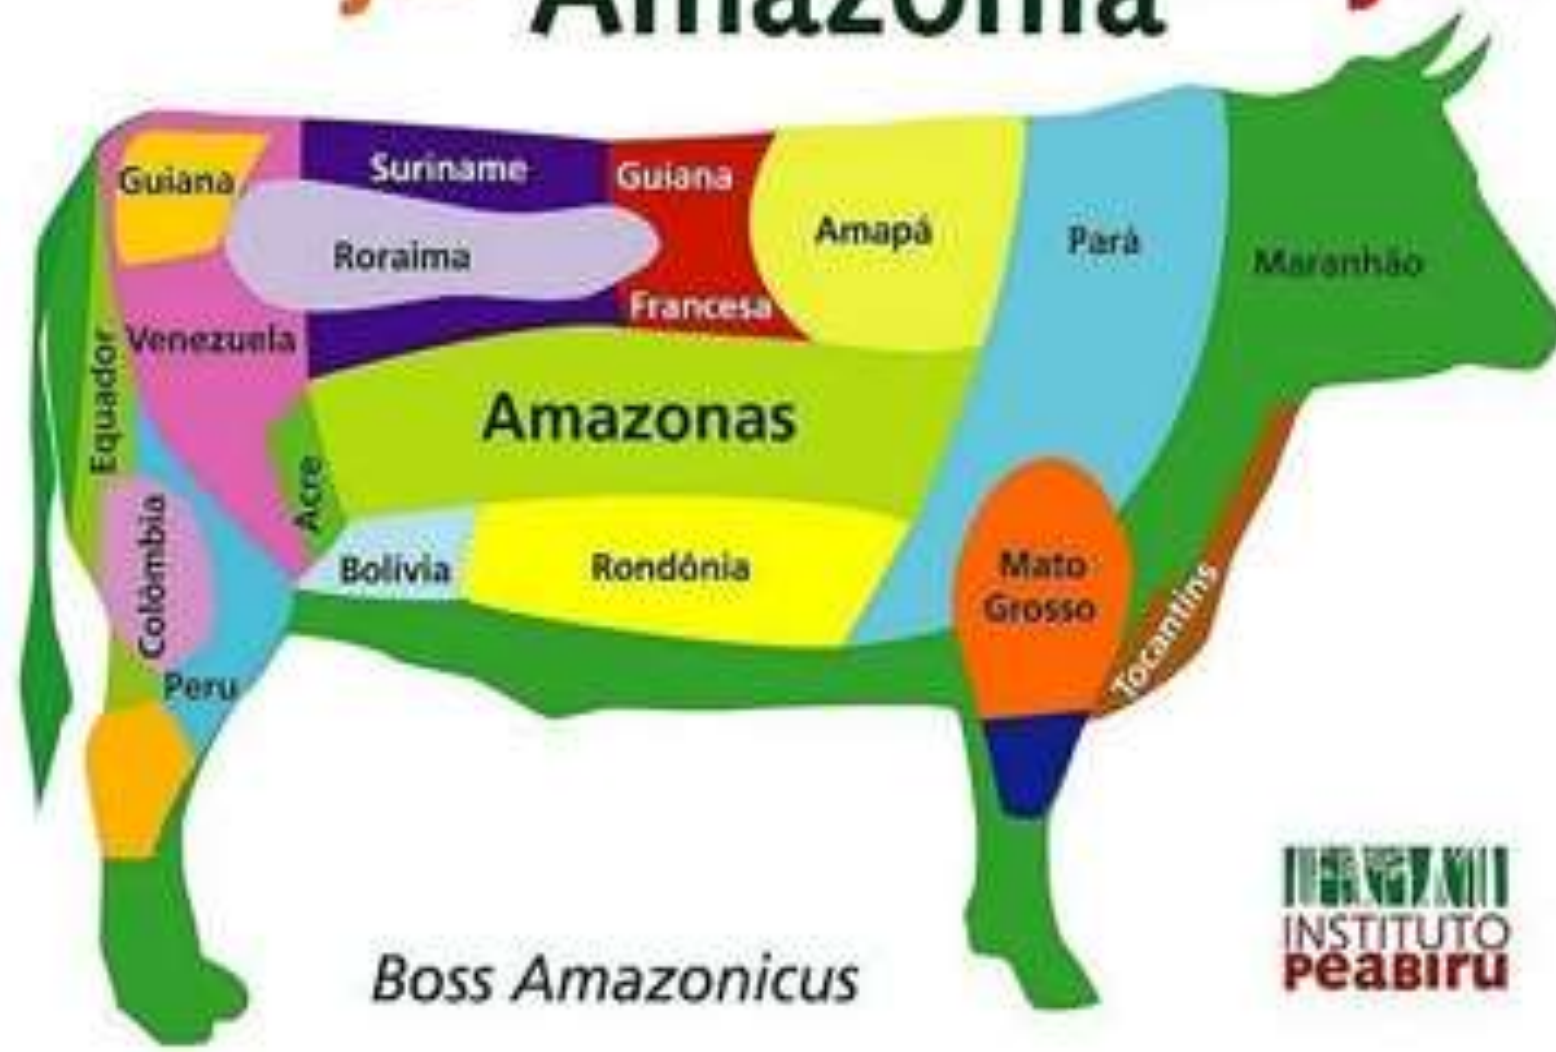 Amazônia
Guiana
Suriname
Guiana
Francesa
Roraima
Amapá
Pará
Maranhão
Venezuela
Equador
Amazonas
Acre
Colômbia
Bolívia
Rondônia
Mato
Grosso
Tocantins
Peru
Boss Amazonicus
INSTITUTO
PEABIRU